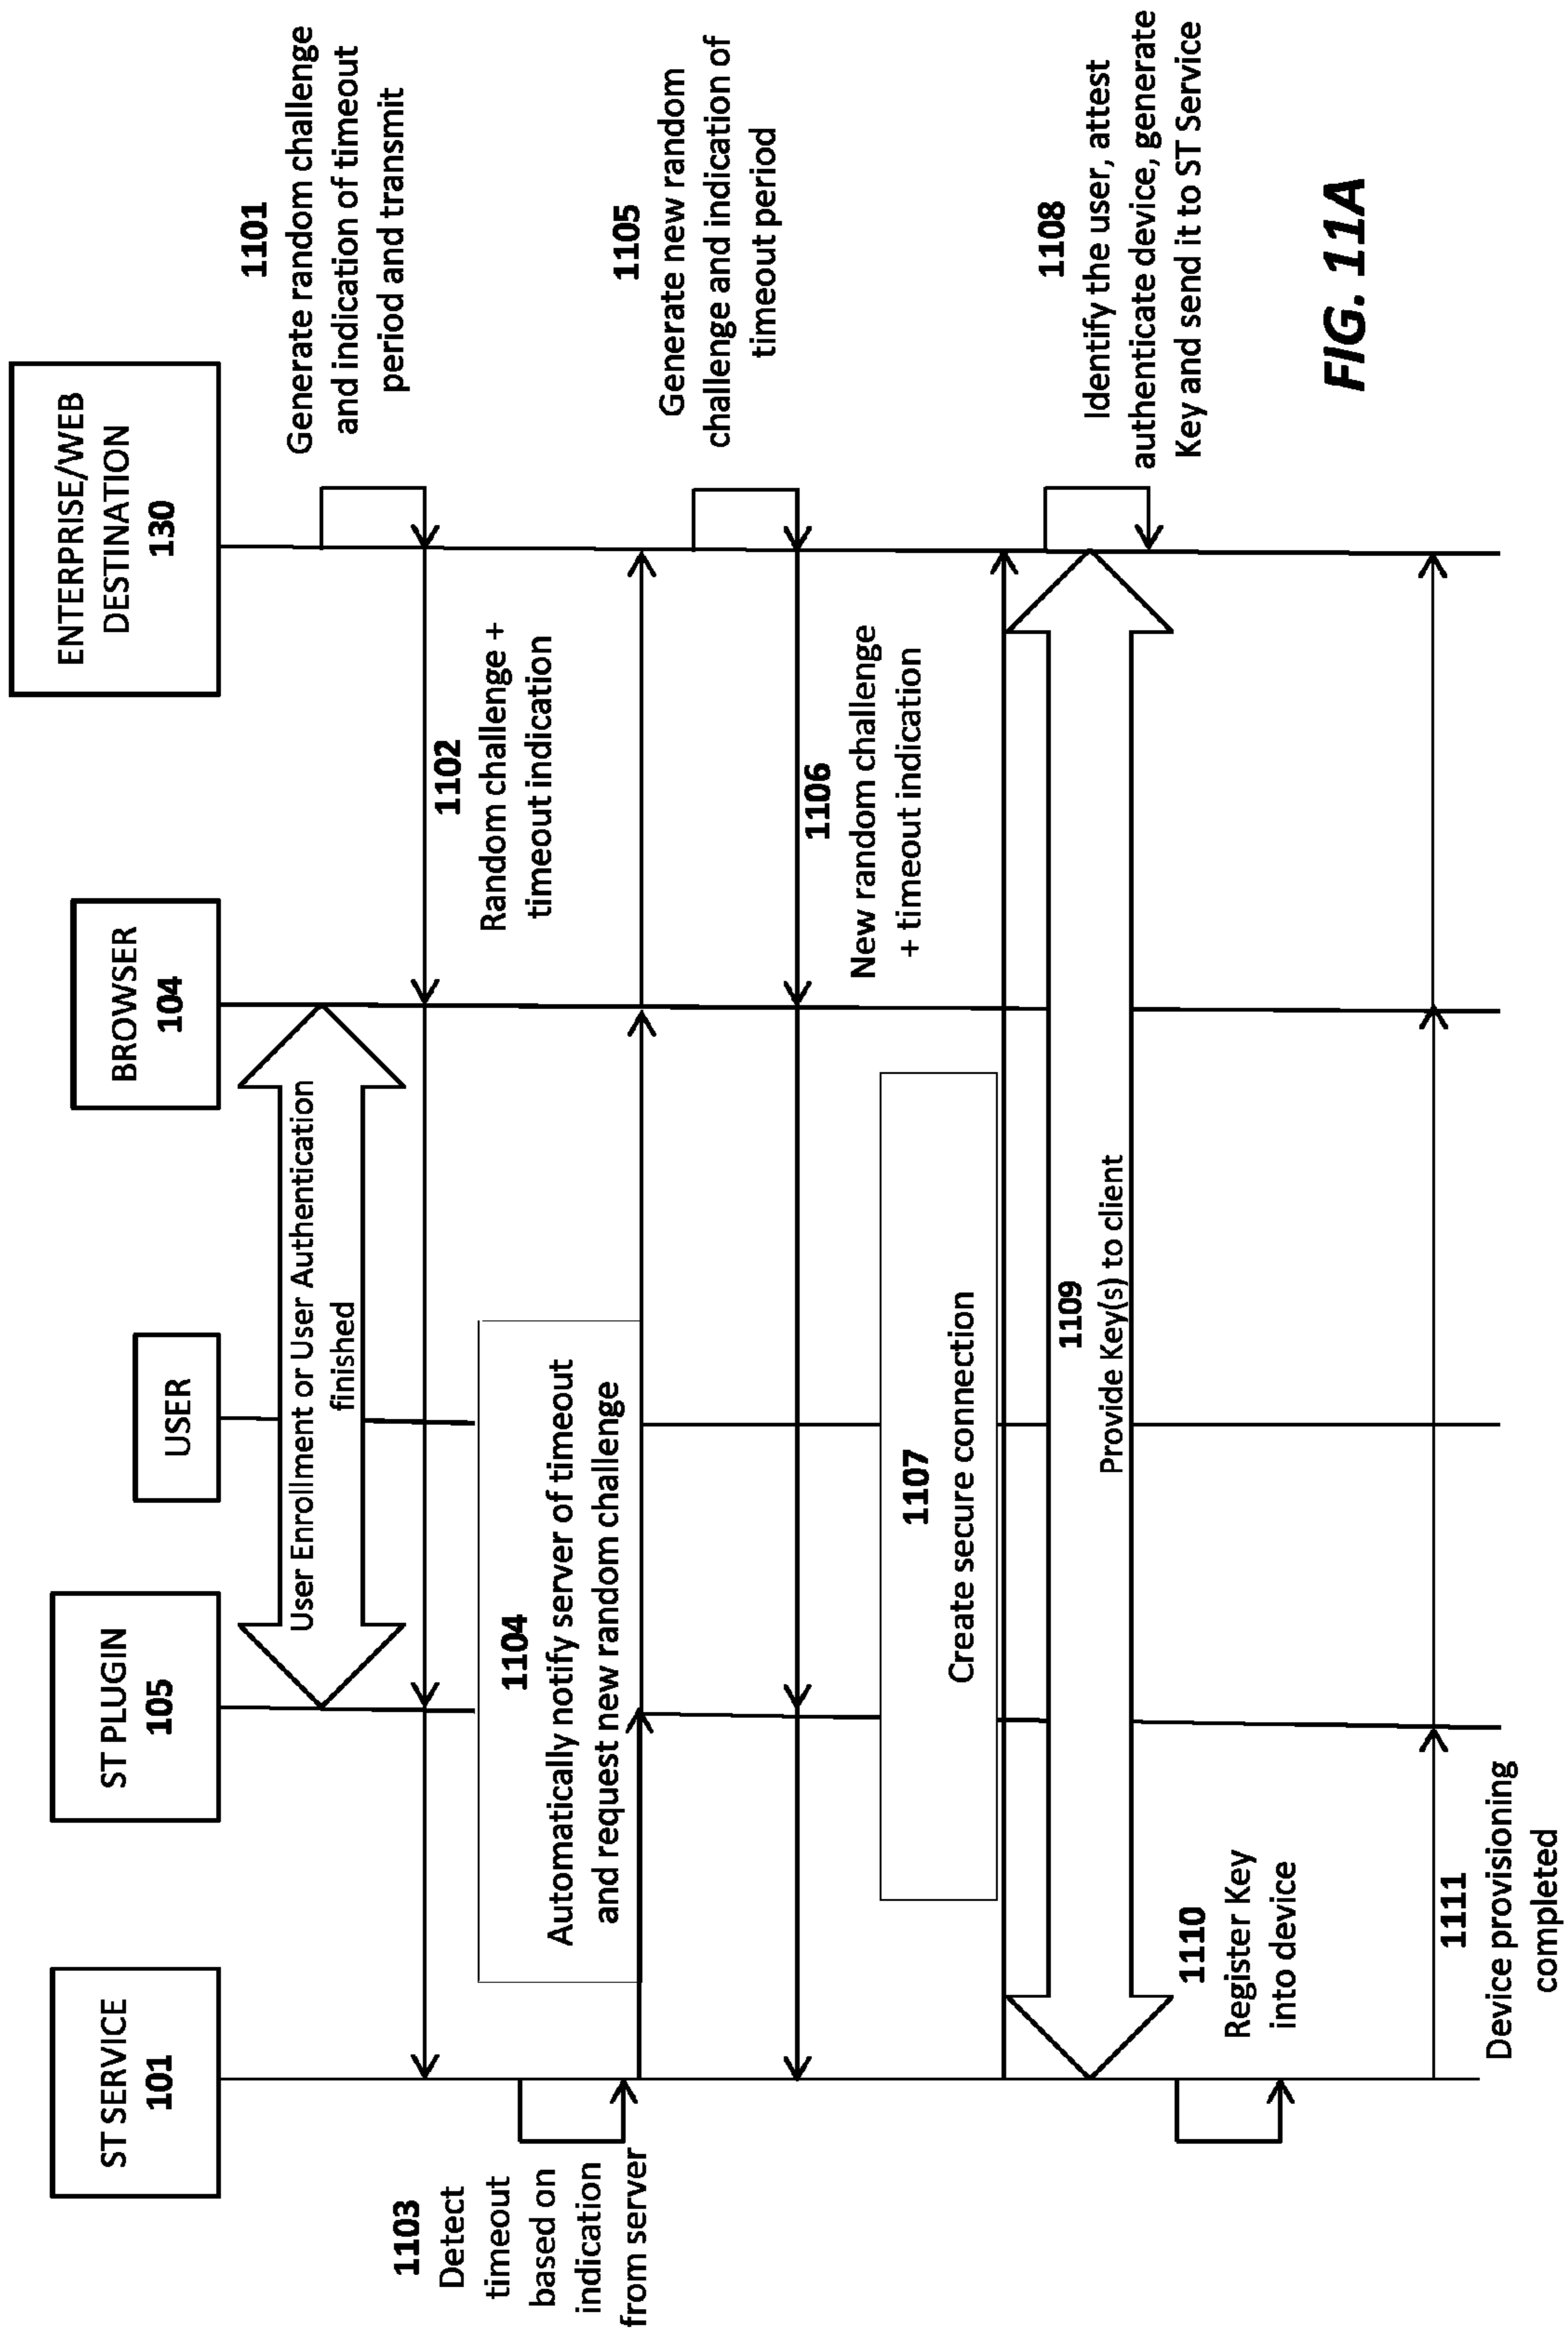 ST SERVICE
101
ST PLUGIN
105
USER
BROWSER
104
ENTERPRISE/WEB
DESTINATION
130
User Enrollment or User Authentication
finished
1101
Generate random challenge
and indication of timeout
period and transmit
1102
Random challenge +
timeout indication
1103
Detect
timeout
based on
indication
from server
1104
Automatically notify server of timeout
and request new random challenge
1105
Generate new random
challenge and indication of
timeout period
1106
New random challenge
+ timeout indication
1107
Create secure connection
1108
Identify the user, attest
authenticate device, generate
Key and send it to ST Service
1109
Provide Key(s) to client
1110
Register Key
into device
1111
Device provisioning
completed
FIG. 11A